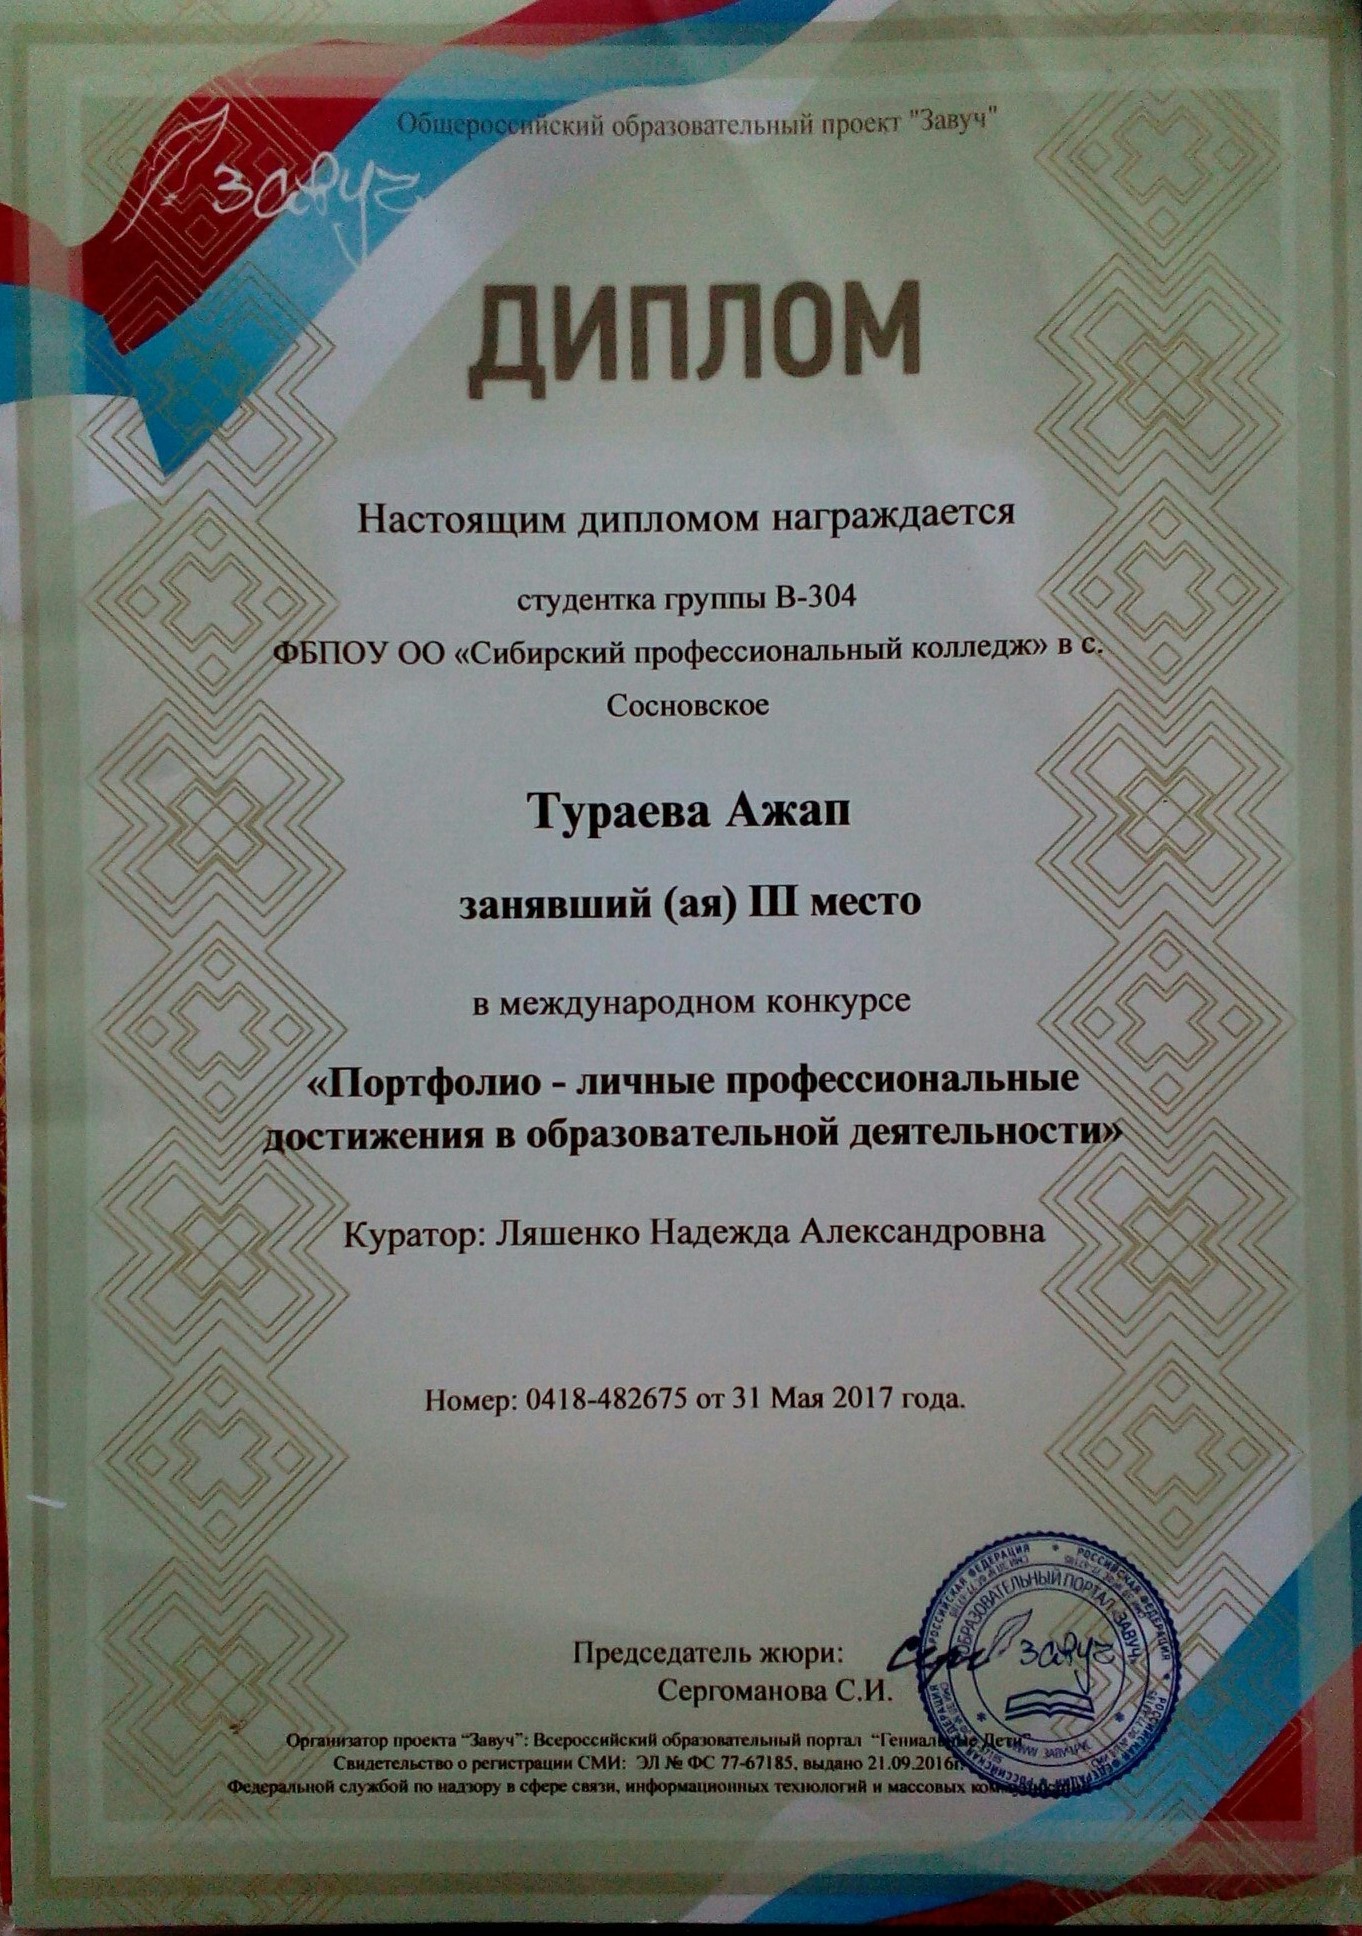 Общероссийский образовательный проект "Завуч"
завуч
ДИПЛОМ
Настоящим дипломом награждается
студентка группы В-304
ФБПОУ ОО «Сибирский профессиональный колледж» в с.
Сосновское
Тураева Ажап
занявший (ая) III место
в международном конкурсе
«Портфолио - личные профессиональные
достижения в образовательной деятельности»
Куратор: Ляшенко Надежда Александровна
Номер: 0418-482675 от 31 Мая 2017 года.
Председатель жюри:
Сергоманова С.И.
РОССИЙСКАЯ ФЕДЕРАЦИЯ * РОССИЙСКАЯ ФЕДЕРАЦИЯ
ОБРАЗОВАТЕЛЬНЫЙ ПОРТАЛ «ЗАВУЧ»
завуч
Организатор проекта “Завуч”: Всероссийский образовательный портал “Гениальные Дети”
Свидетельство о регистрации СМИ: ЭЛ № ФС 77-67185, выдано 21.09.2016г.
Федеральной службой по надзору в сфере связи, информационных технологий и массовых